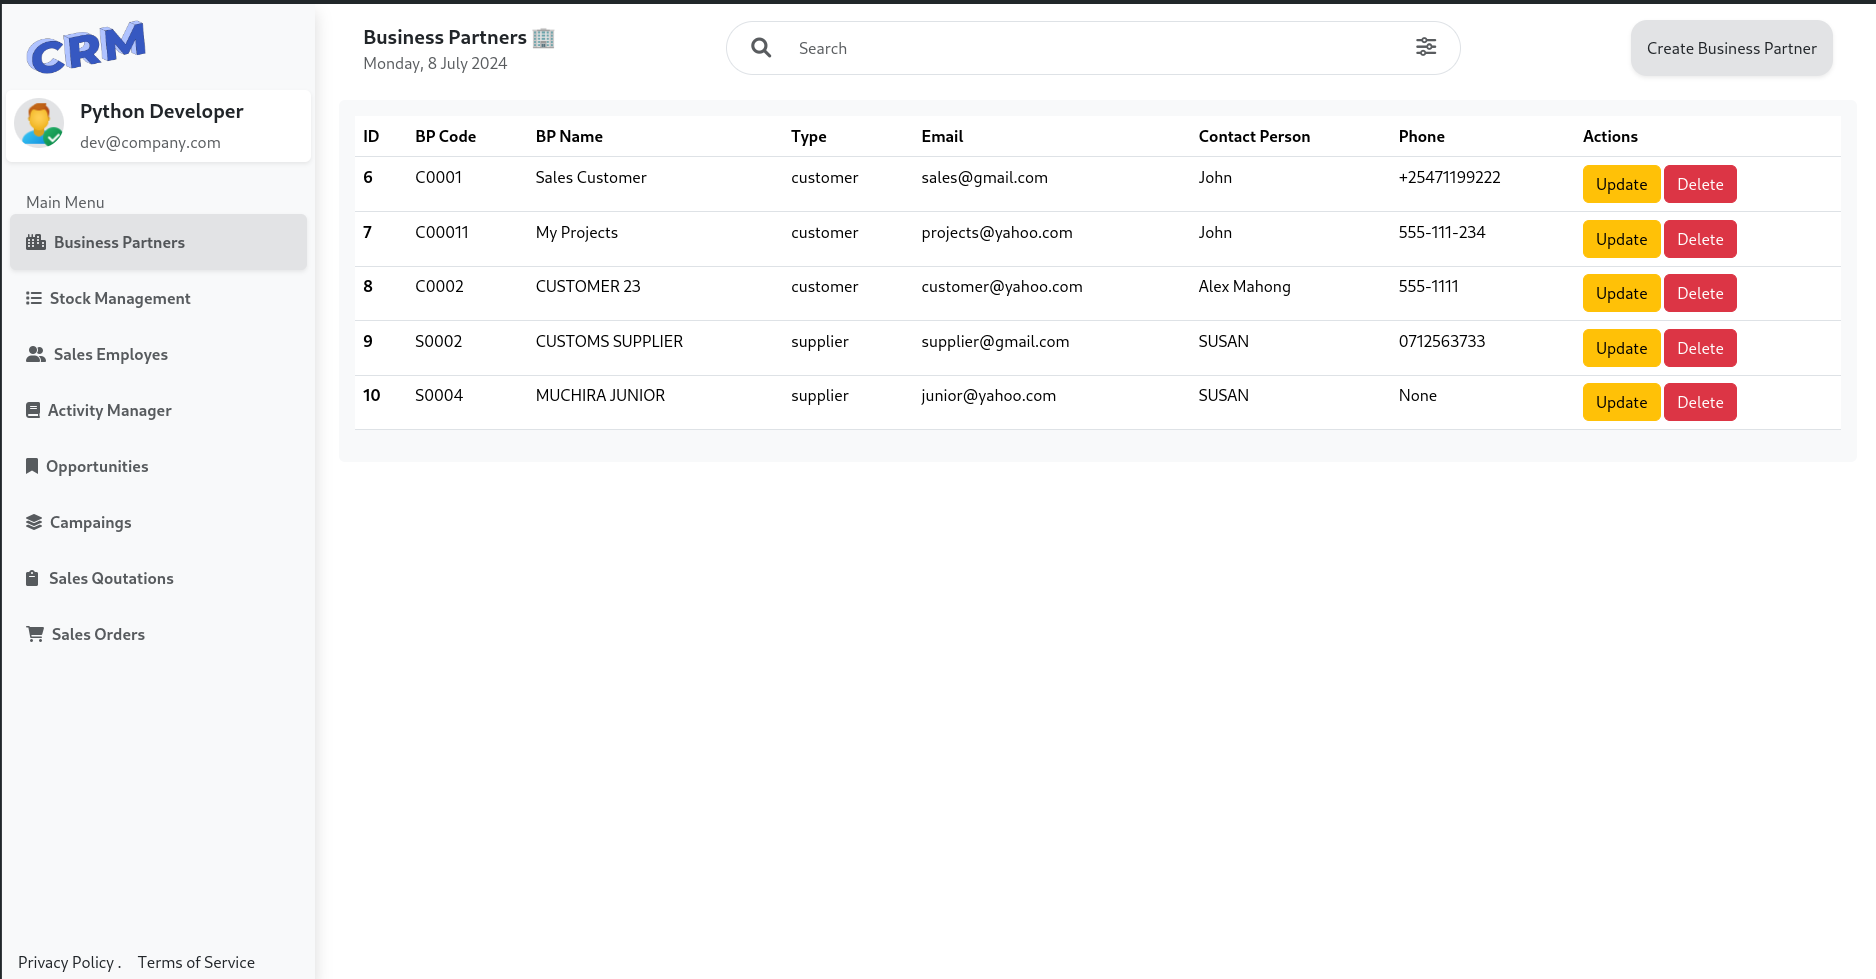 CRM
Python Developer
dev@company.com
Main Menu
Business Partners
Stock Management
Sales Employes
Activity Manager
Opportunities
Campaings
Sales Qoutations
Sales Orders
Privacy Policy . Terms of Service
Business Partners 🏢
Monday, 8 July 2024
Search
Create Business Partner
ID BP Code BP Name Type Email Contact Person Phone Actions
6 C0001 Sales Customer customer sales@gmail.com John +25471199222 Update Delete
7 C00011 My Projects customer projects@yahoo.com John 555-111-234 Update Delete
8 C0002 CUSTOMER 23 customer customer@yahoo.com Alex Mahong 555-1111 Update Delete
9 S0002 CUSTOMS SUPPLIER supplier supplier@gmail.com SUSAN 0712563733 Update Delete
10 S0004 MUCHIRA JUNIOR supplier junior@yahoo.com SUSAN None Update Delete